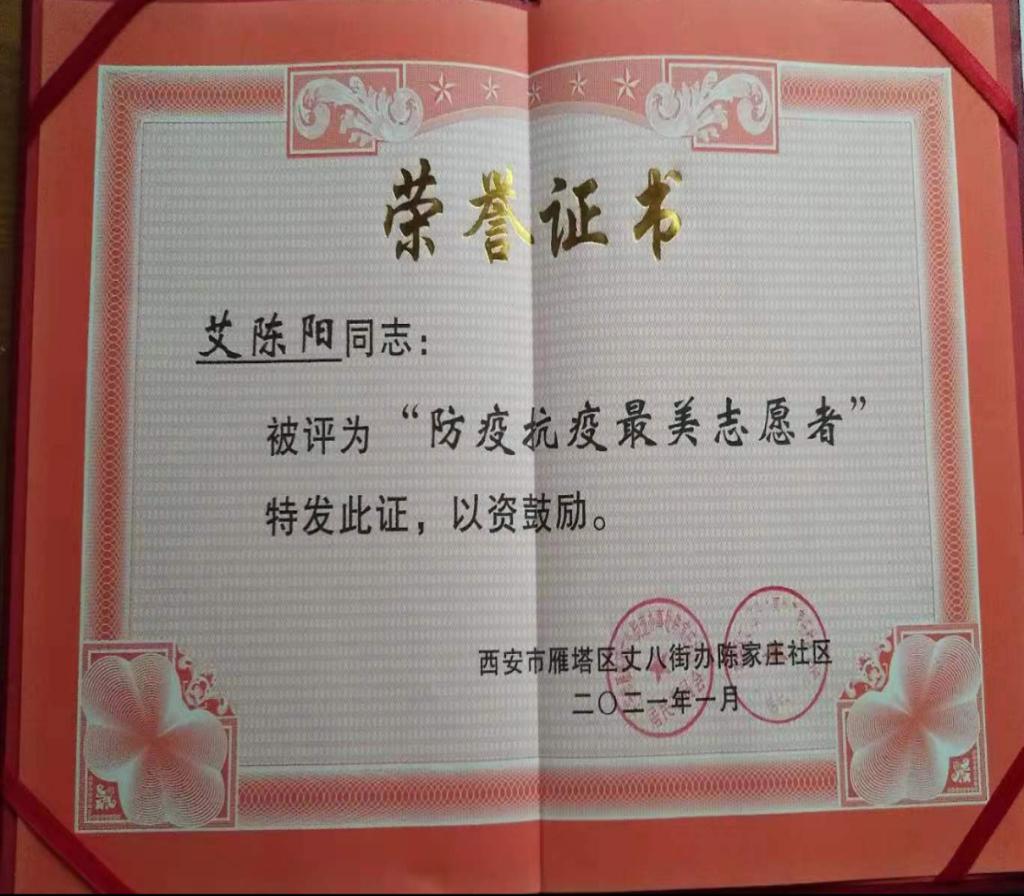 荣誉证书
艾陈阳同志：
被评为“防疫抗疫最美志愿者”
特发此证，以资鼓励。
西安市雁塔区丈八街办陈家庄社区
二〇二一年一月